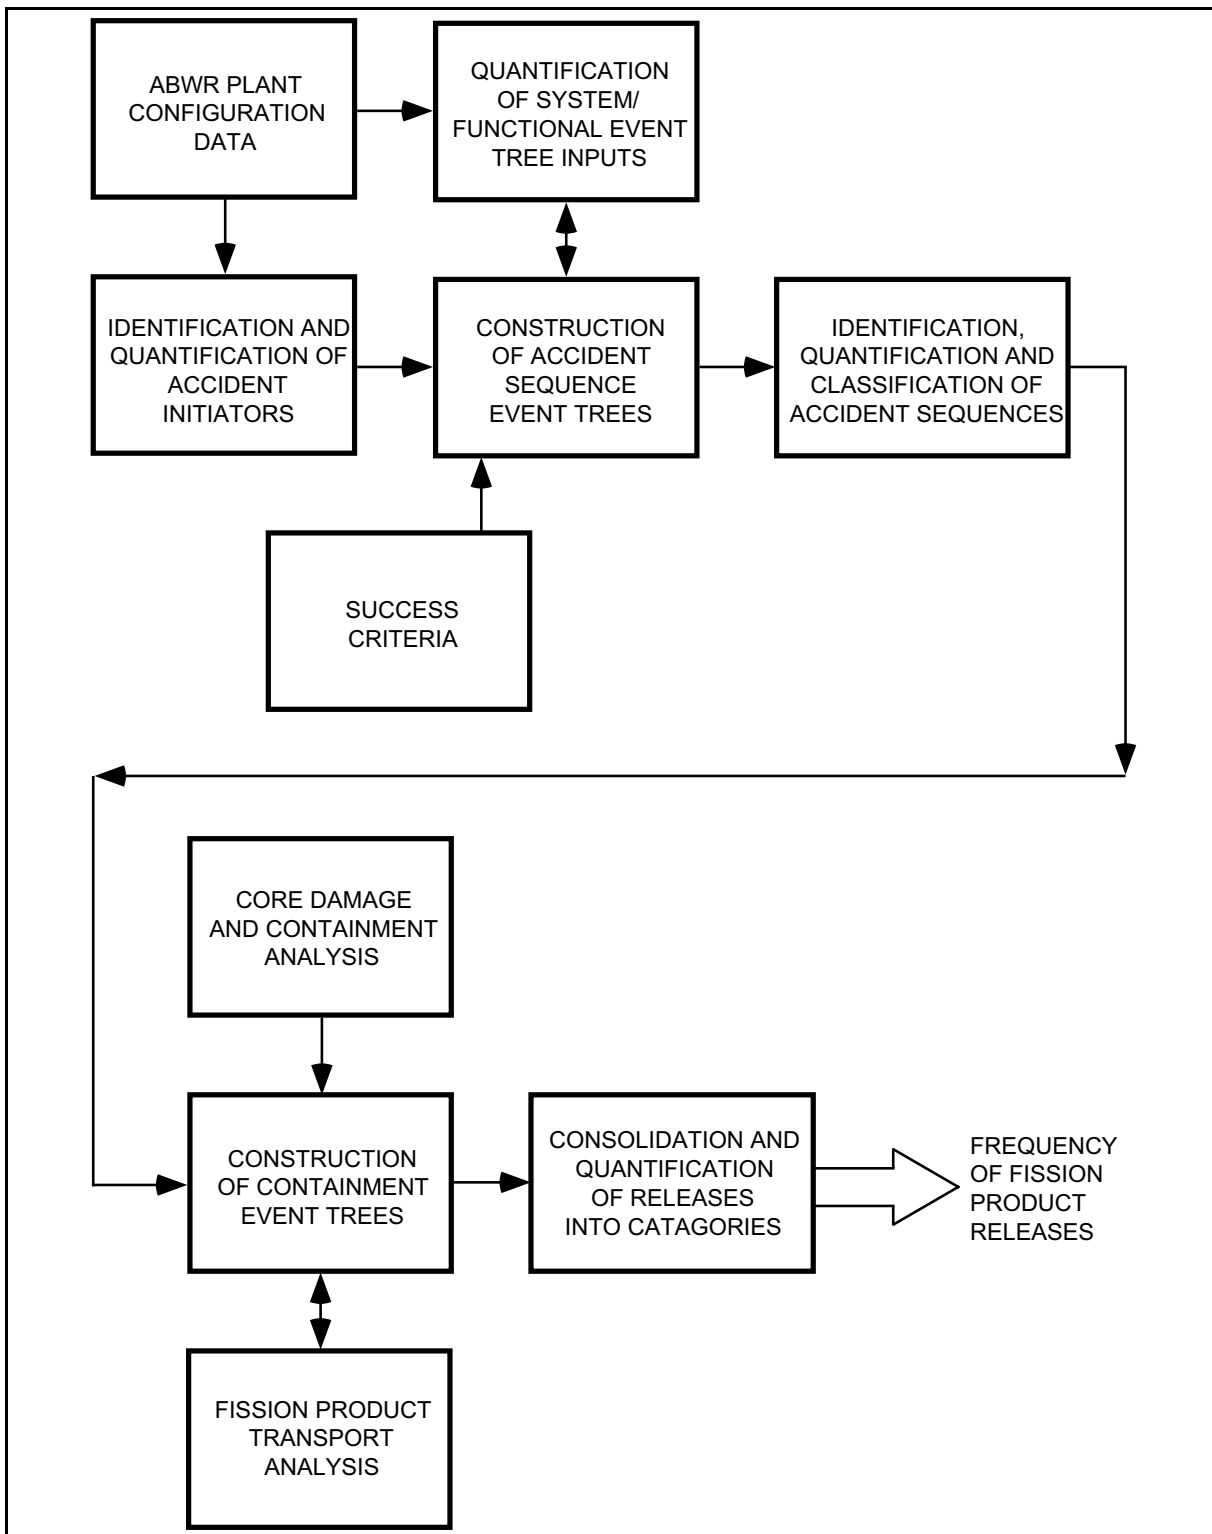 ABWR PLANT
CONFIGURATION
DATA
QUANTIFICATION
OF SYSTEM/
FUNCTIONAL EVENT
TREE INPUTS
IDENTIFICATION AND
QUANTIFICATION OF
ACCIDENT
INITIATORS
CONSTRUCTION
OF ACCIDENT
SEQUENCE
EVENT TREES
IDENTIFICATION,
QUANTIFICATION AND
CLASSIFICATION OF
ACCIDENT SEQUENCES
SUCCESS
CRITERIA
CORE DAMAGE
AND CONTAINMENT
ANALYSIS
CONSTRUCTION
OF CONTAINMENT
EVENT TREES
CONSOLIDATION AND
QUANTIFICATION
OF RELEASES
INTO CATAGORIES
FREQUENCY
OF FISSION
PRODUCT
RELEASES
FISSION PRODUCT
TRANSPORT
ANALYSIS